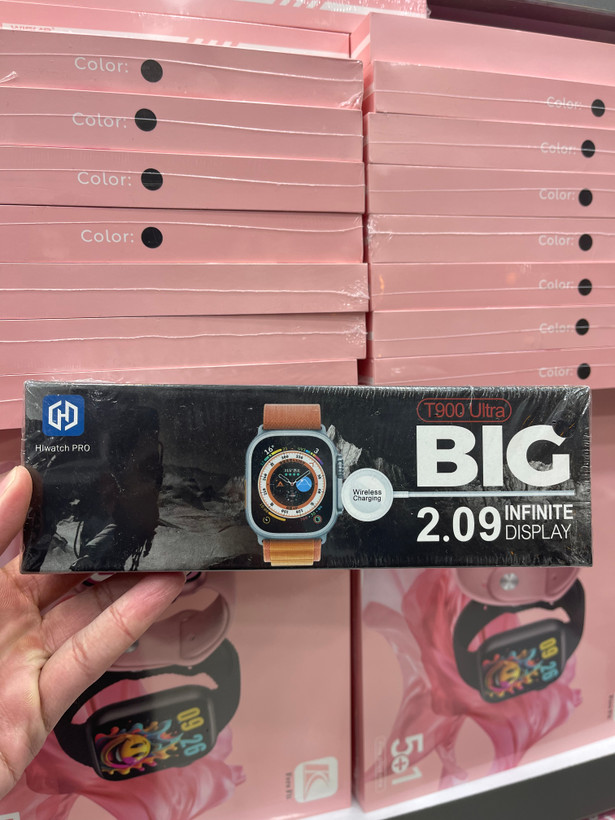 Color:
Color:
Color:
Color:
Color:
Color:
Color:
Color:
Color:
Color:
Color:
HIwatch PRO
T900 Ultra
BIG
Wireless
Charging
2.09 INFINITE
DISPLAY
09
26
09
26
5+1